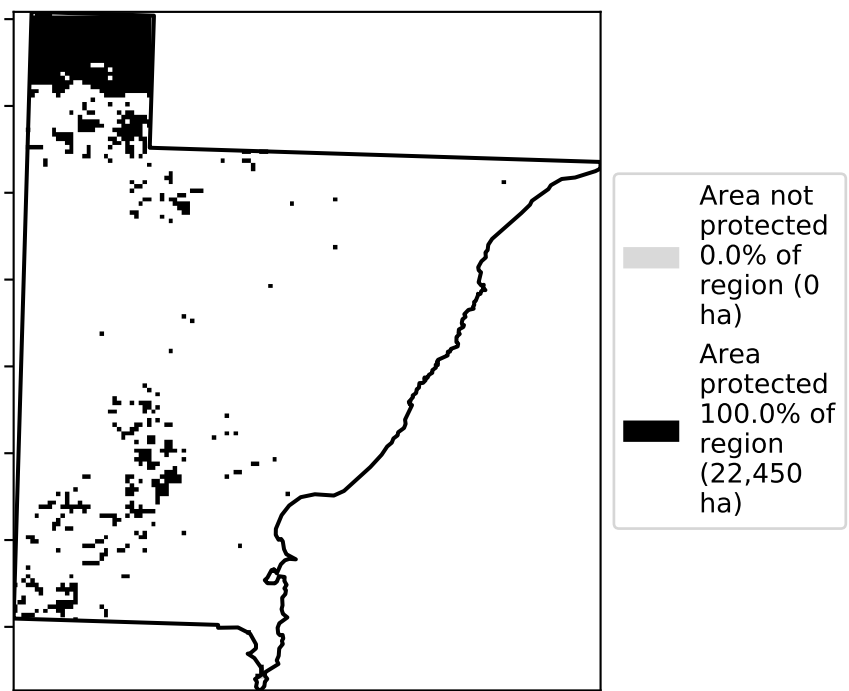 Area not
protected
0.0% of
region (0
ha)
Area
protected
100.0% of
region
(22,450
ha)